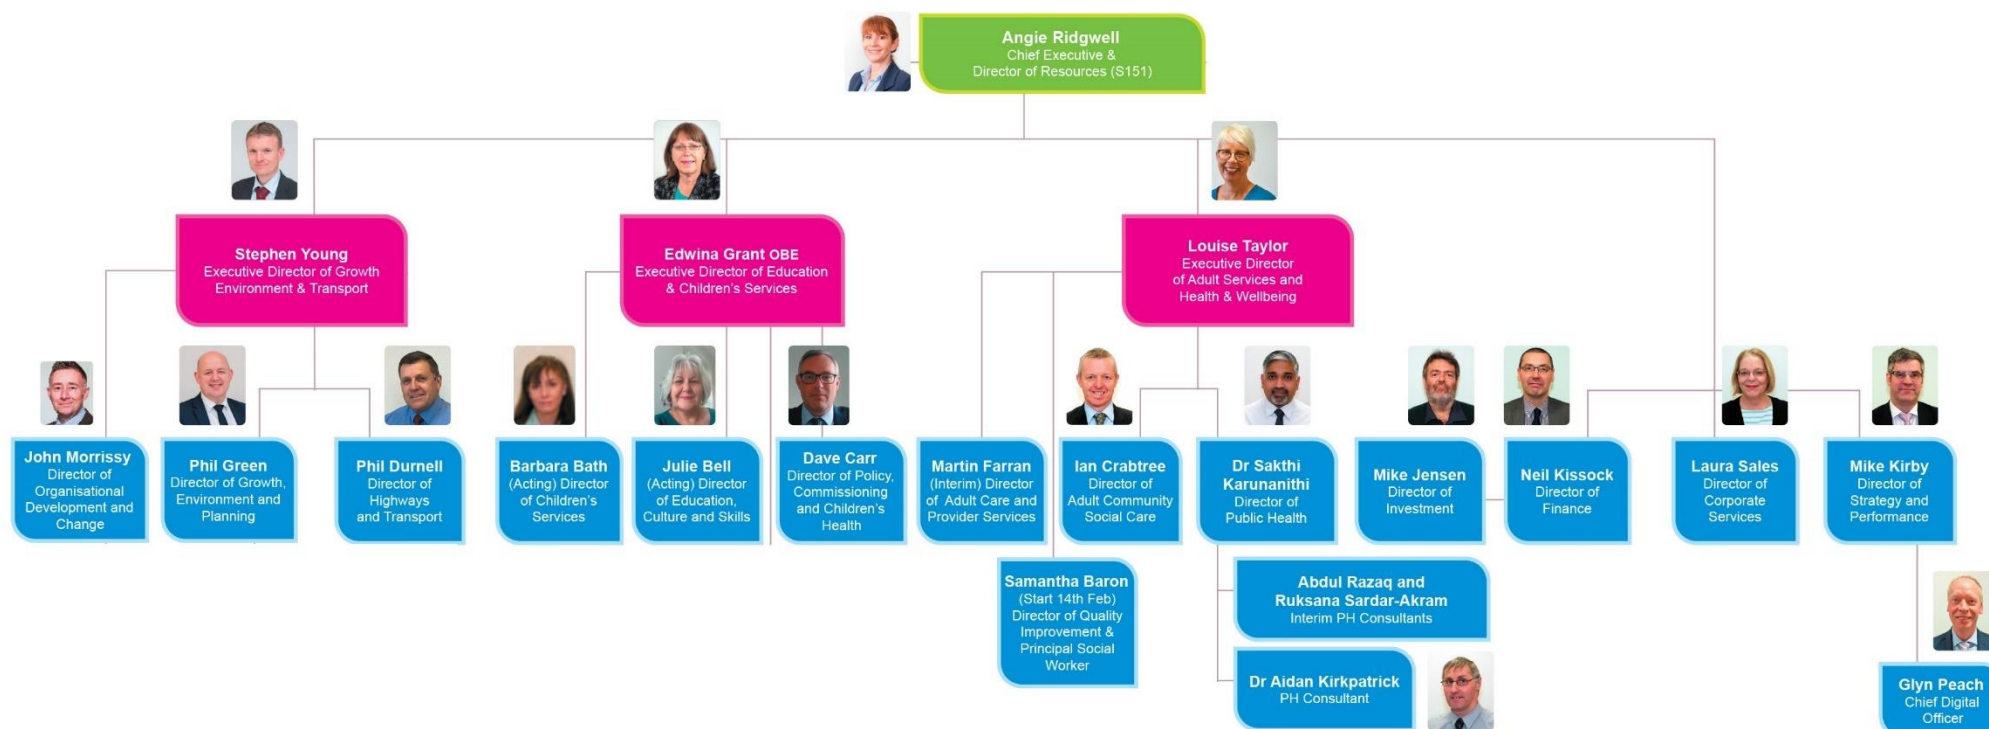 Angie Ridgwell
Chief Executive &
Director of Resources (S151)
Stephen Young
Executive Director of Growth
Environment & Transport
Edwina Grant OBE
Executive Director of Education
& Children's Services
Louise Taylor
Executive Director
of Adult Services and
Health & Wellbeing
John Morrissy
Director of
Organisational
Development and
Change
Phil Green
Director of Growth,
Environment and
Planning
Phil Durnell
Director of
Highways
and Transport
Barbara Bath
(Acting) Director
of Children's
Services
Julie Bell
(Acting) Director
of Education,
Culture and Skills
Dave Carr
Director of Policy,
Commissioning
and Children's
Health
Martin Farran
(Interim) Director
of Adult Care and
Provider Services
Ian Crabtree
Director of
Adult Community
Social Care
Dr Sakthi
Karunanithi
Director of
Public Health
Mike Jensen
Director of
Investment
Neil Kissock
Director of
Finance
Laura Sales
Director of
Corporate
Services
Mike Kirby
Director of
Strategy and
Performance
Samantha Baron
(Start 14th Feb)
Director of Quality
Improvement &
Principal Social
Worker
Abdul Razaq and
Ruksana Sardar-Akram
Interim PH Consultants
Dr Aidan Kirkpatrick
PH Consultant
Glyn Peach
Chief Digital
Officer